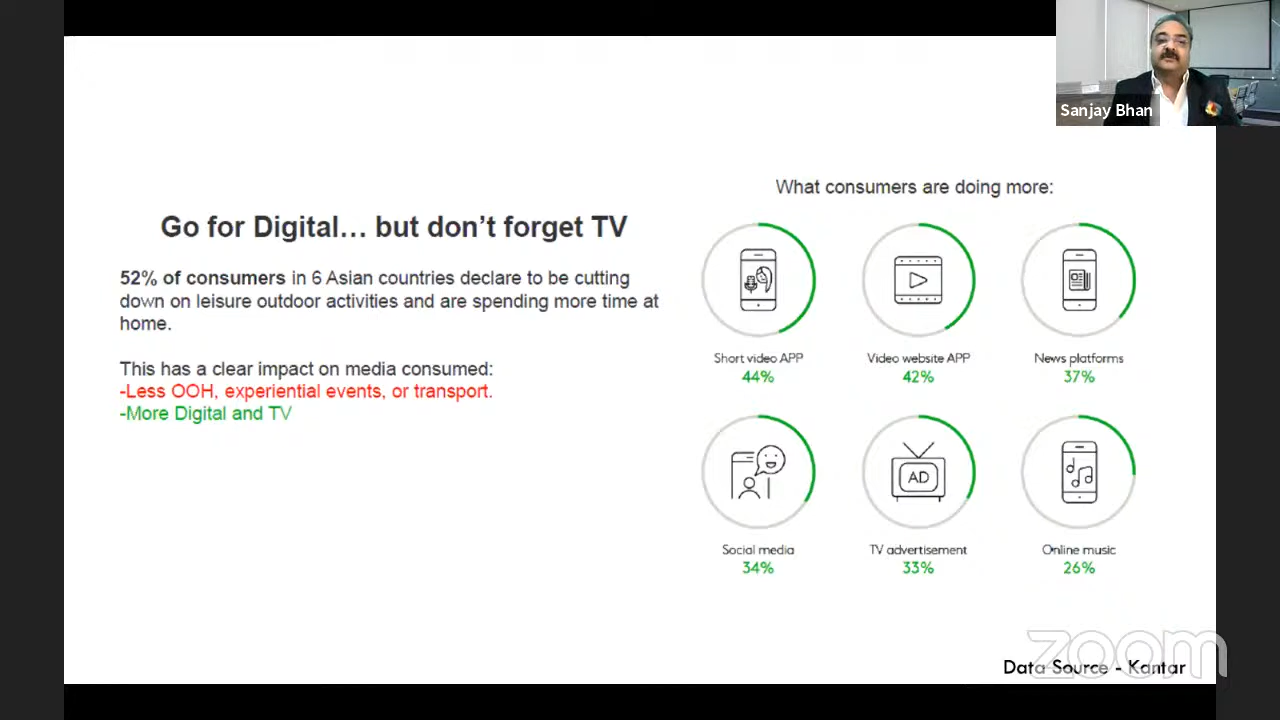 Sanjay Bhan
What consumers are doing more:
Go for Digital... but don’t forget TV
52% of consumers in 6 Asian countries declare to be cutting
down on leisure outdoor activities and are spending more time at
home.
This has a clear impact on media consumed:
-Less OOH, experiential events, or transport.
-More Digital and TV
Short video APP
44%
Video website APP
42%
News platforms
37%
AD
Social media
34%
TV advertisement
33%
Online music
26%
zoom
Data Source - Kantar